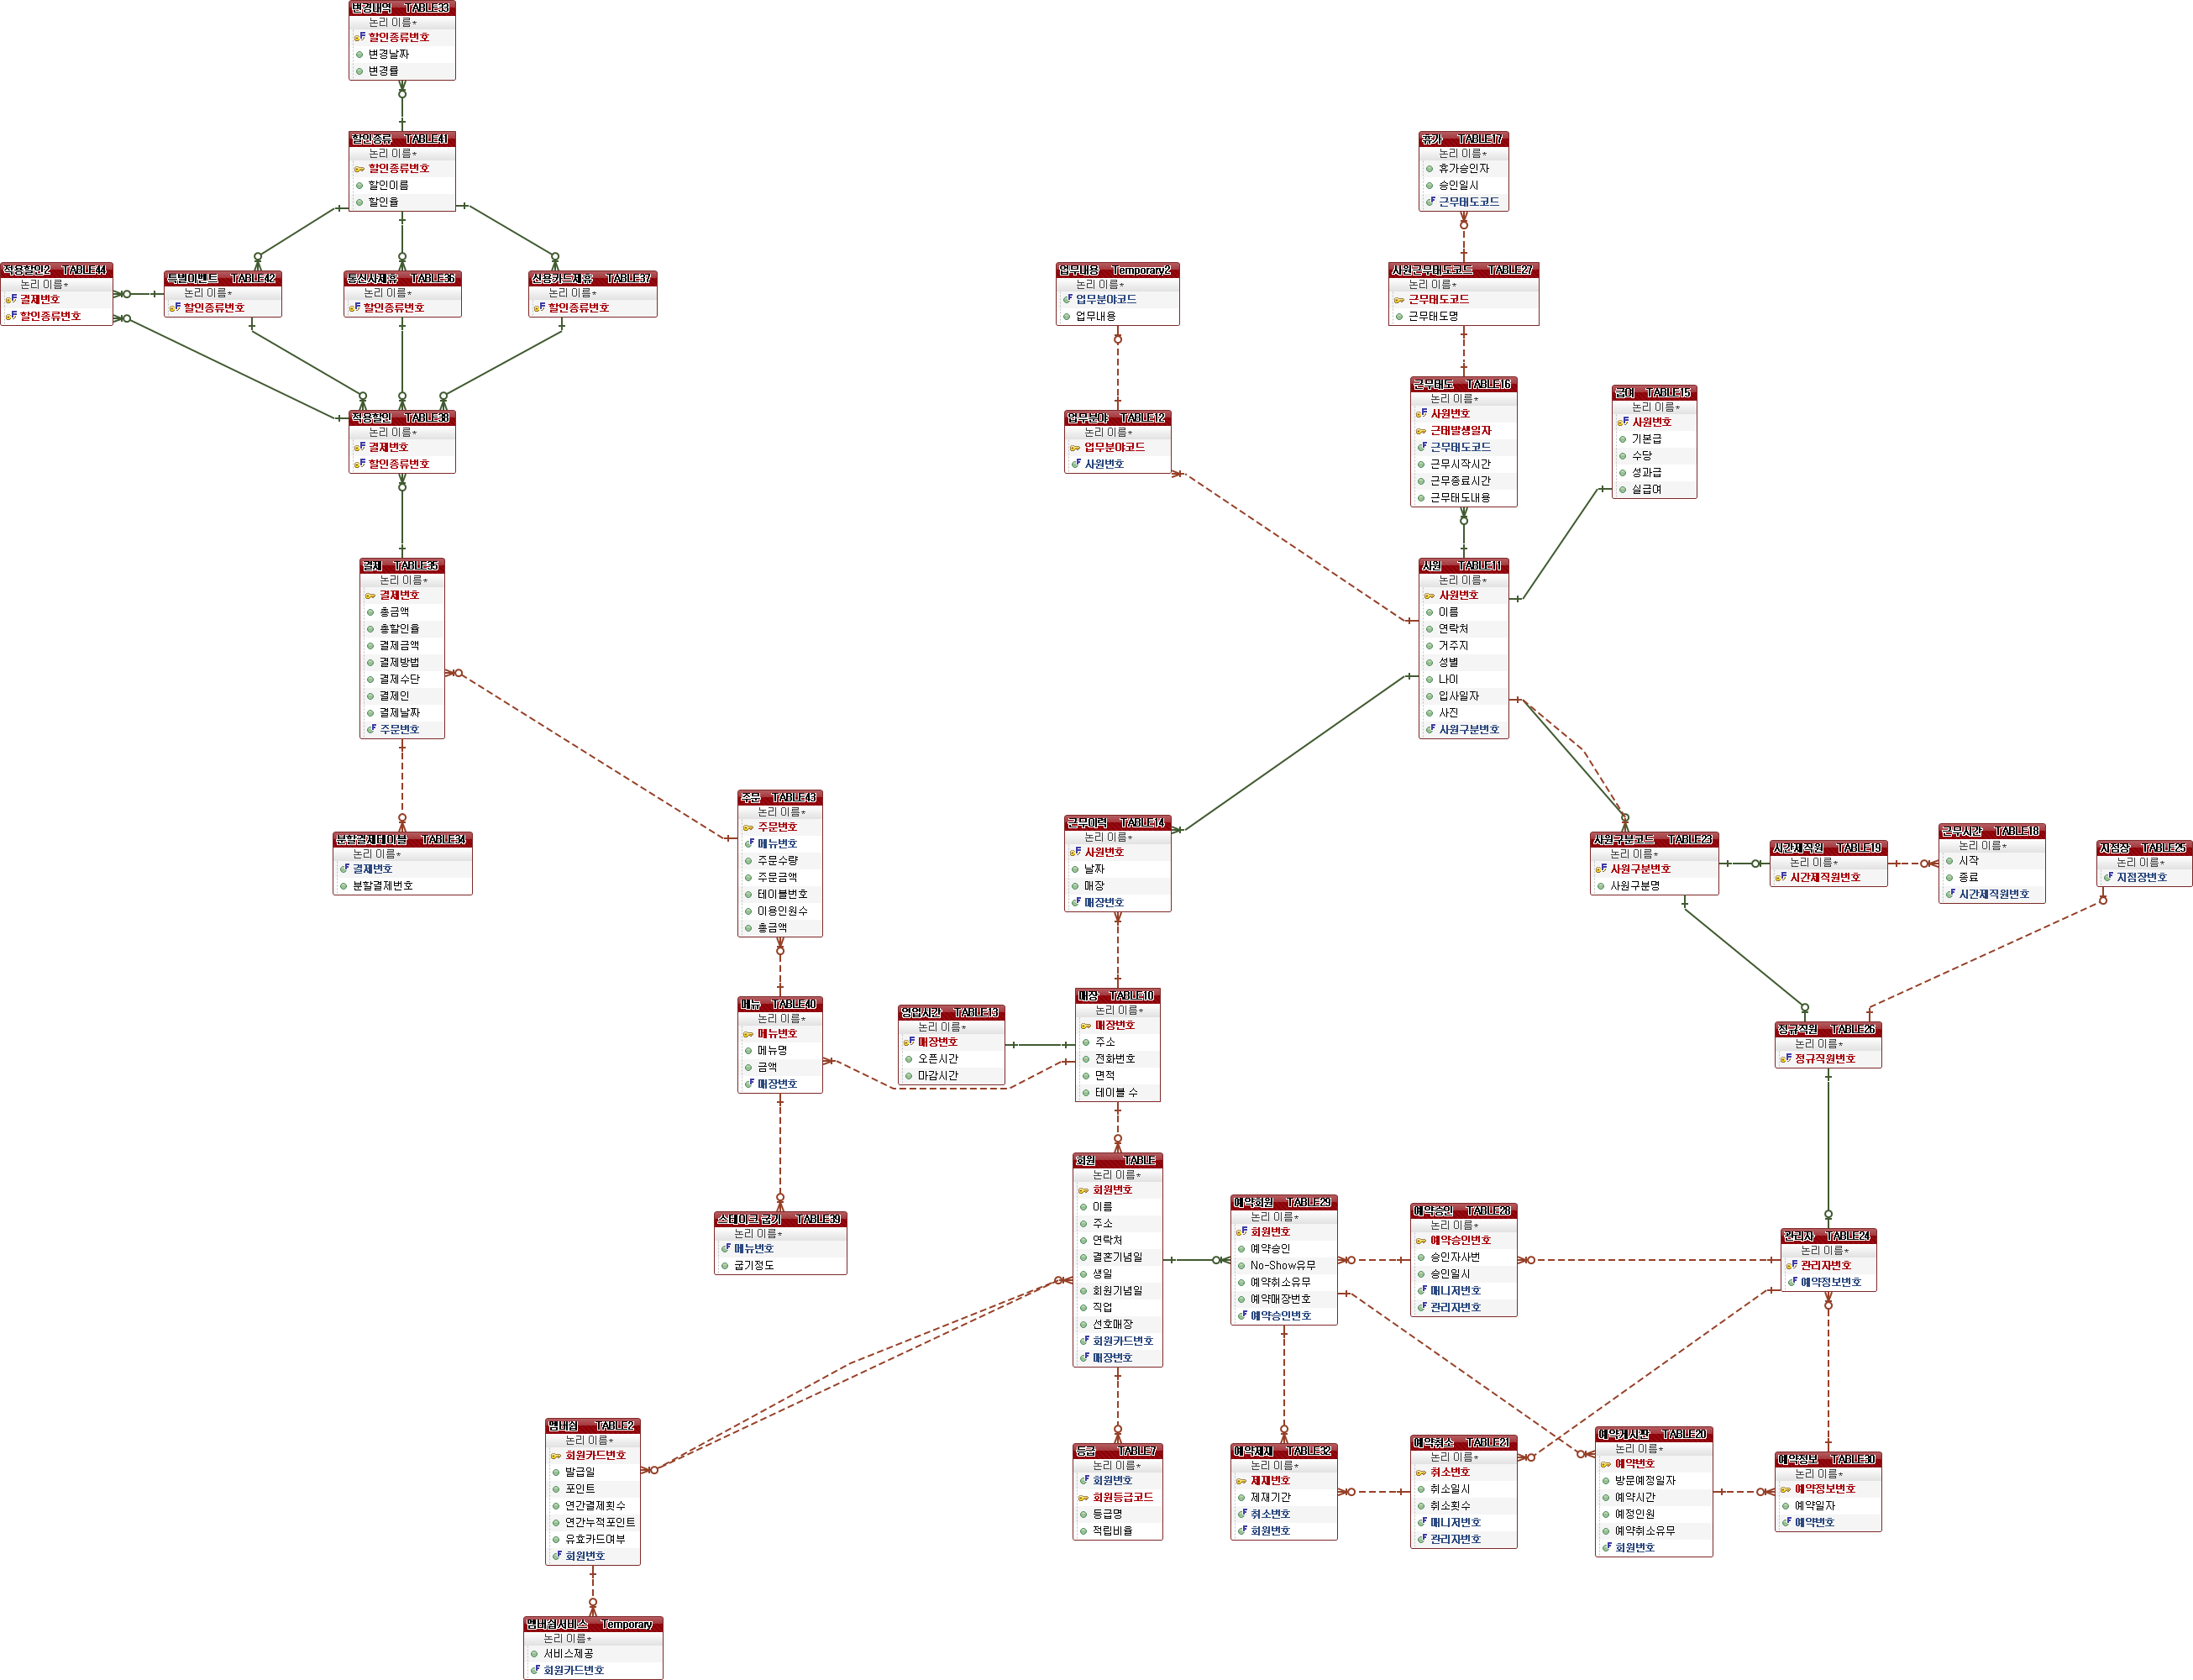 변경내역 TABLE33
논리 이름*
할인종류번호
변경날짜
변경률
할인종류 TABLE41
논리 이름*
할인종류번호
할인이름
할인율
적용할인2 TABLE44
논리 이름*
결제번호
할인종류번호
특별이벤트 TABLE42
논리 이름*
할인종류번호
통신사제휴 TABLE36
논리 이름*
할인종류번호
신용카드제휴 TABLE37
논리 이름*
할인종류번호
적용할인 TABLE38
논리 이름*
결제번호
할인종류번호
결제 TABLE35
논리 이름*
결제번호
총금액
총할인율
결제금액
결제방법
결제수단
결제인
결제날짜
주문번호
분할결제테이블 TABLE34
논리 이름*
결제번호
분할결제번호
주문 TABLE43
논리 이름*
주문번호
메뉴번호
주문수량
주문금액
테이블번호
이용인원수
총금액
메뉴 TABLE40
논리 이름*
메뉴번호
메뉴명
금액
매장번호
스테이크 굽기 TABLE39
논리 이름*
메뉴번호
굽기정도
휴가 TABLE17
논리 이름*
휴가승인자
승인일시
근무태도코드
업무내용 Temporary2
논리 이름*
업무분야코드
업무내용
사원근무태도코드 TABLE27
논리 이름*
근무태도코드
근무태도명
업무분야 TABLE12
논리 이름*
업무분야코드
사원번호
근무태도 TABLE16
논리 이름*
사원번호
근태발생일자
근무태도코드
근무시작시간
근무종료시간
근무태도내용
급여 TABLE15
논리 이름*
사원번호
기본급
수당
성과급
실급여
사원 TABLE11
논리 이름*
사원번호
이름
연락처
거주지
성별
나이
입사일자
사진
사원구분번호
근무이력 TABLE14
논리 이름*
사원번호
날짜
매장
매장번호
사원구분코드 TABLE23
논리 이름*
사원구분번호
사원구분명
시간제직원 TABLE19
논리 이름*
시간제직원번호
근무시간 TABLE18
논리 이름*
시작
종료
시간제직원번호
지점장 TABLE25
논리 이름*
지점장번호
영업시간 TABLE13
논리 이름*
매장번호
오픈시간
마감시간
매장 TABLE10
논리 이름*
매장번호
주소
전화번호
면적
테이블 수
정규직원 TABLE26
논리 이름*
정규직원번호
회원 TABLE
논리 이름*
회원번호
이름
주소
연락처
결혼기념일
생일
회원기념일
직업
선호매장
회원카드번호
매장번호
예약회원 TABLE29
논리 이름*
회원번호
예약승인
No-Show유무
예약취소유무
예약매장번호
예약승인번호
예약승인 TABLE28
논리 이름*
예약승인번호
승인자사번
승인일시
매니저번호
관리자번호
관리자 TABLE24
논리 이름*
관리자번호
예약정보번호
멤버쉽 TABLE2
논리 이름*
회원카드번호
발급일
포인트
연간결제횟수
연간누적포인트
유효카드여부
회원번호
등급 TABLE7
논리 이름*
회원번호
회원등급코드
등급명
적립비율
예약제재 TABLE32
논리 이름*
제재번호
제재기간
취소번호
회원번호
예약취소 TABLE21
논리 이름*
취소번호
취소일시
취소횟수
매니저번호
관리자번호
예약게시판 TABLE20
논리 이름*
예약번호
방문예정일자
예약시간
예정인원
예약취소유무
회원번호
예약정보 TABLE30
논리 이름*
예약정보번호
예약일자
예약번호
멤버쉽서비스 Temporary
논리 이름*
서비스제공
회원카드번호